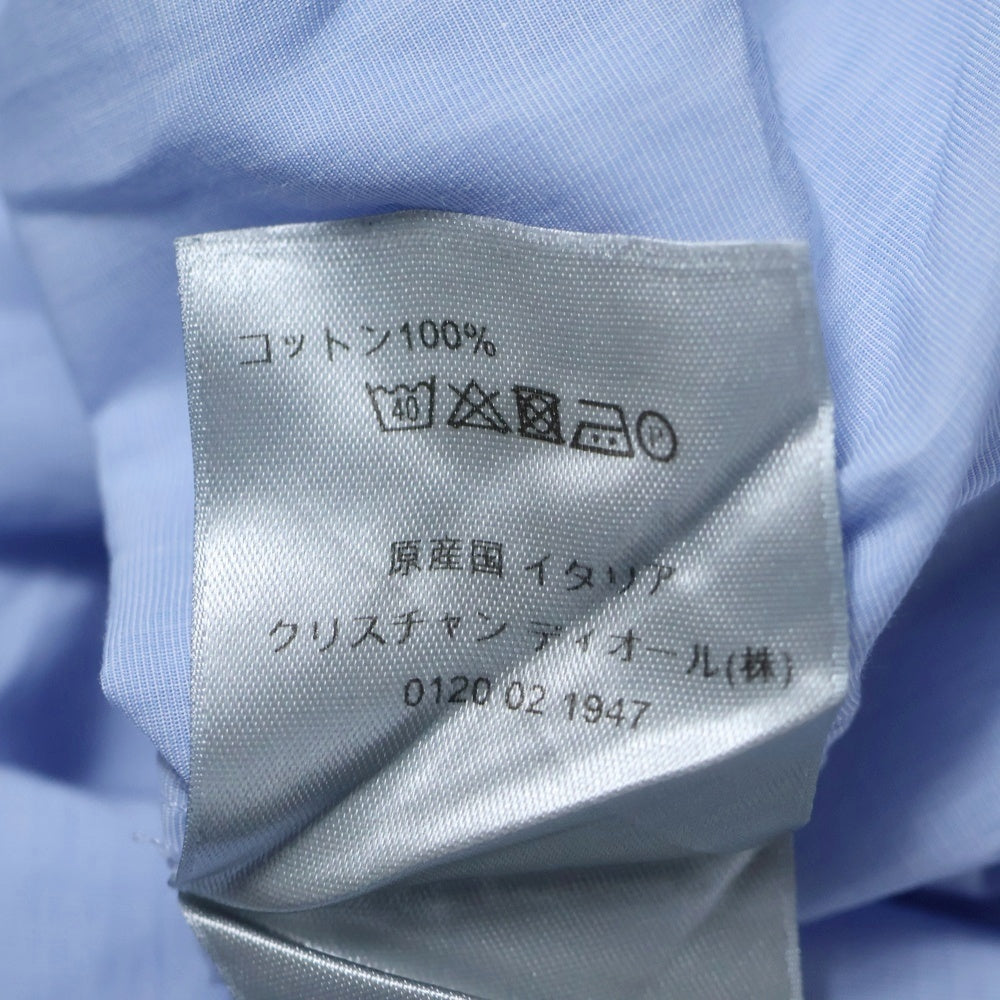 コットン100%
40
P
原産国 イタリア
クリスチャン ディオール(株)
0120 02 1947